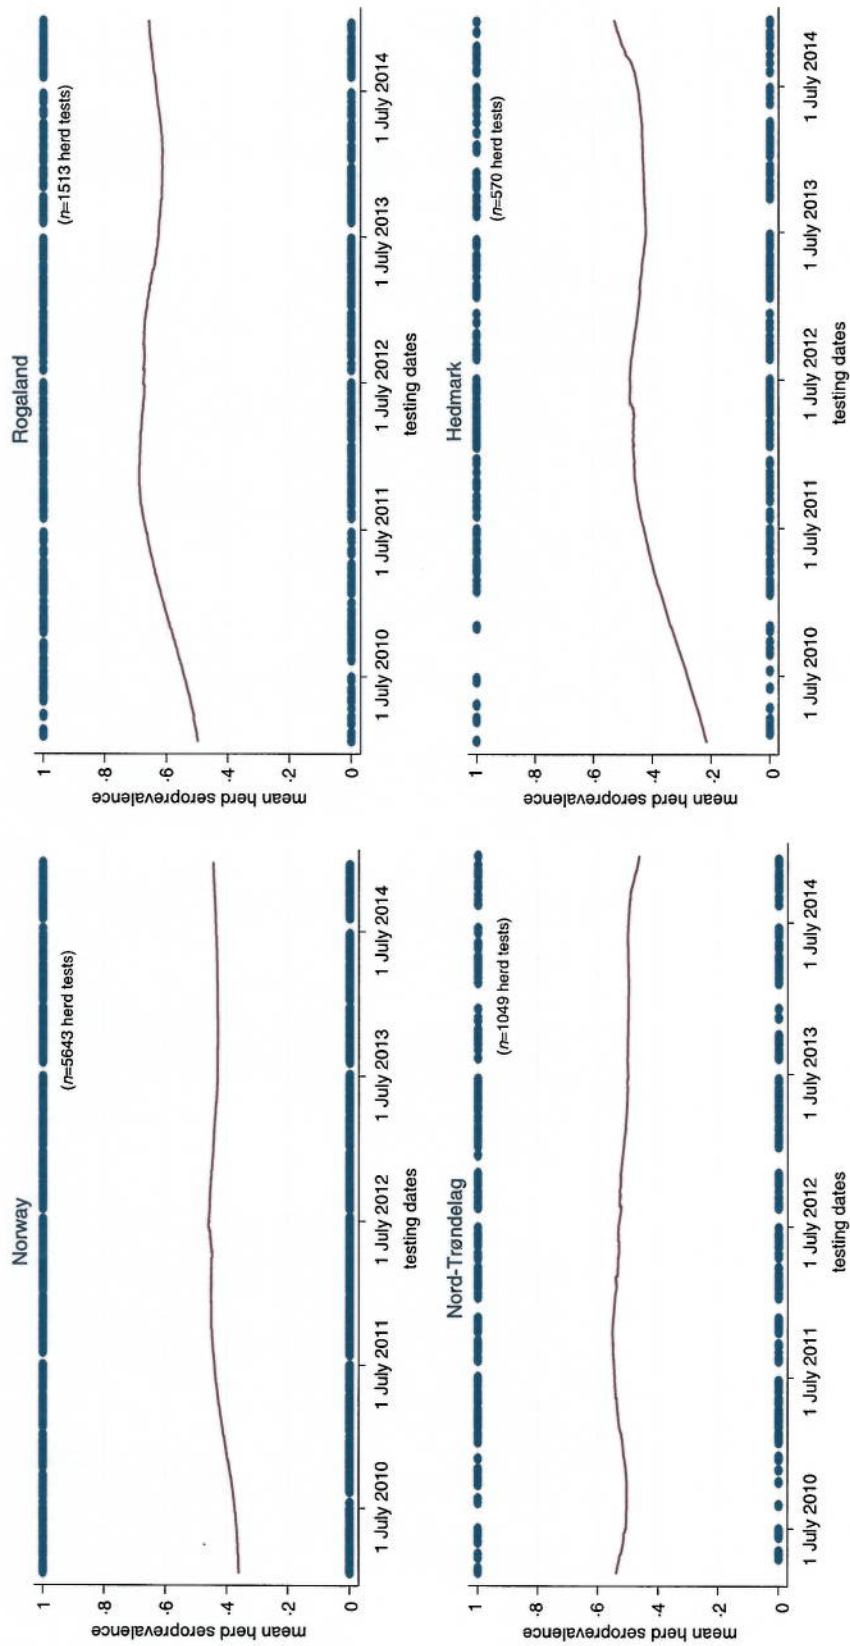 Norway
mean herd seroprevalence
1
·8
·6
·4
·2
0
(n=5643 herd tests)
1 July 2010 1 July 2011 1 July 2012 1 July 2013 1 July 2014
testing dates
Rogaland
mean herd seroprevalence
1
·8
·6
·4
·2
0
(n=1513 herd tests)
1 July 2010 1 July 2011 1 July 2012 1 July 2013 1 July 2014
testing dates
Nord-Trøndelag
mean herd seroprevalence
1
·8
·6
·4
·2
0
(n=1049 herd tests)
1 July 2010 1 July 2011 1 July 2012 1 July 2013 1 July 2014
testing dates
Hedmark
mean herd seroprevalence
1
·8
·6
·4
·2
0
(n=570 herd tests)
1 July 2010 1 July 2011 1 July 2012 1 July 2013 1 July 2014
testing dates